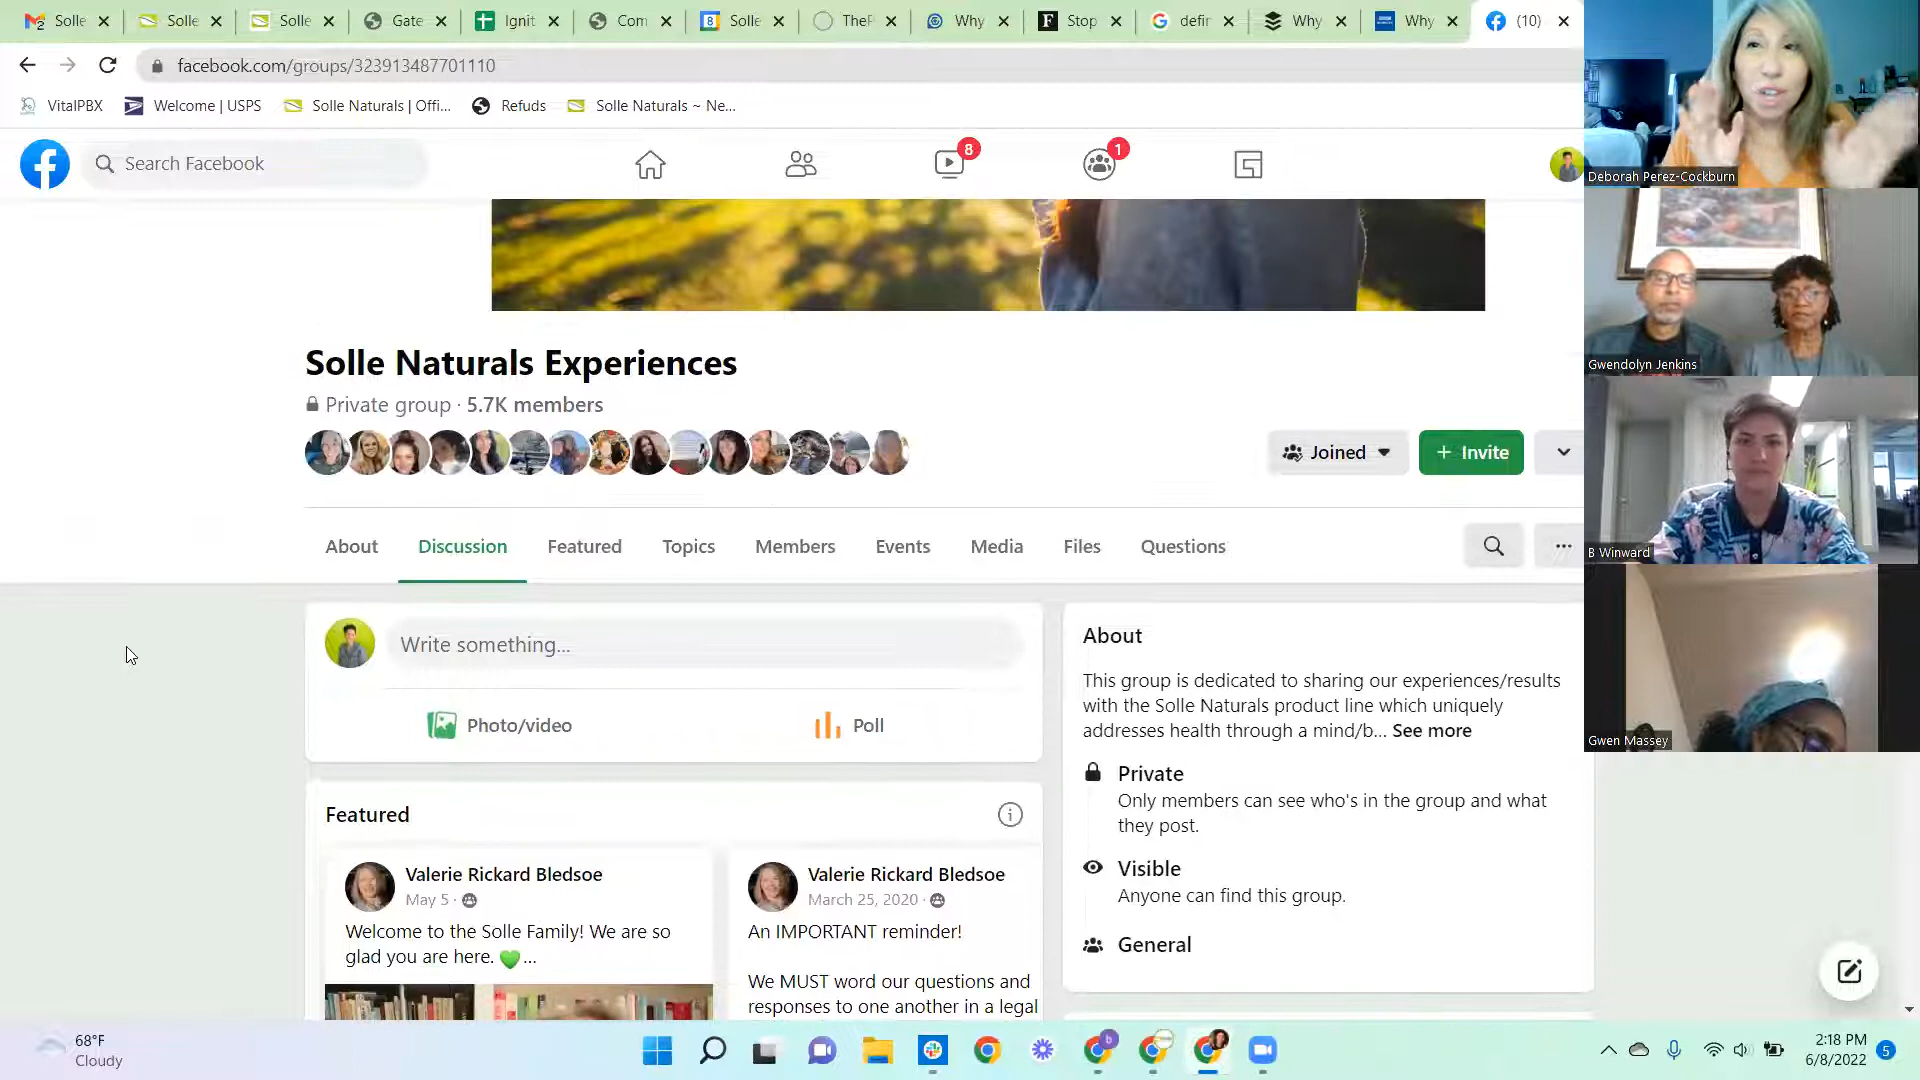 Solle
Solle
Solle
Gate
Ignit
Com
Solle
TheF
Why
Stop
defir
Why
Why
(10)
facebook.com/groups/323913487701110
VitalPBX
Welcome | USPS
Solle Naturals | Offi...
Refuds
Solle Naturals ~ Ne...
Search Facebook
8
1
Deborah Perez-Cockburn
Gwendolyn Jenkins
B Winward
Gwen Massey
Solle Naturals Experiences
Private group · 5.7K members
Joined
+ Invite
About
Discussion
Featured
Topics
Members
Events
Media
Files
Questions
Write something...
Photo/video
Poll
About
This group is dedicated to sharing our experiences/results
with the Solle Naturals product line which uniquely
addresses health through a mind/b... See more
Private
Only members can see who's in the group and what
they post.
Visible
Anyone can find this group.
General
Featured
Valerie Rickard Bledsoe
May 5 ·
Welcome to the Solle Family! We are so
glad you are here. 💚 ...
Valerie Rickard Bledsoe
March 25, 2020 ·
An IMPORTANT reminder!
We MUST word our questions and
responses to one another in a legal
68°F
Cloudy
2:18 PM
6/8/2022
5